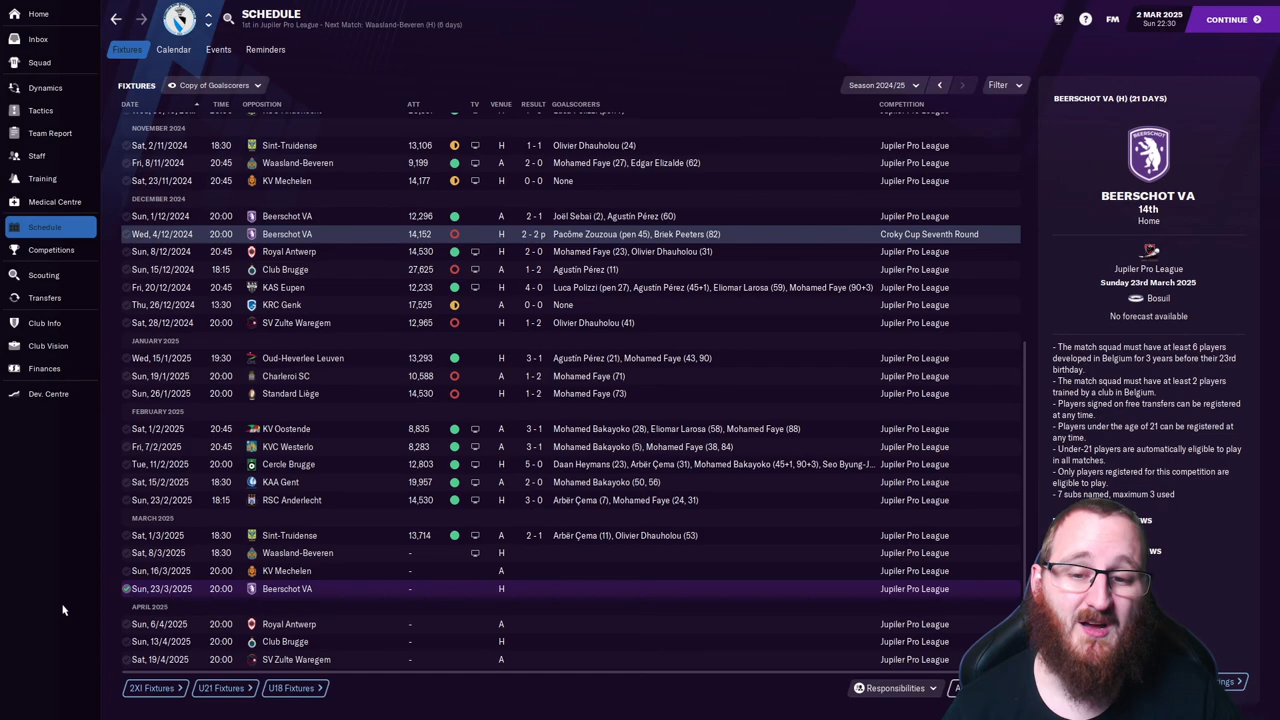 Home
Inbox
Squad
Dynamics
Tactics
Team Report
Staff
Training
Medical Centre
Schedule
Competitions
Scouting
Transfers
Club Info
Club Vision
Finances
Dev. Centre
SCHEDULE
1st in Jupiler Pro League - Next Match: Waasland-Beveren (H) (6 days)
FM
2 MAR 2025
Sun 22:30
CONTINUE
Fixtures Calendar Events Reminders
FIXTURES Copy of Goalscorers Season 2024/25 Filter
DATE TIME OPPOSITION ATT TV VENUE RESULT GOALSCORERS COMPETITION
NOVEMBER 2024
Sat, 2/11/2024 18:30 Sint-Truidense 13,106 H 1 - 1 Olivier Dhauholou (24) Jupiler Pro League
Fri, 8/11/2024 20:45 Waasland-Beveren 9,199 A 2 - 0 Mohamed Faye (27), Edgar Elizalde (62) Jupiler Pro League
Sat, 23/11/2024 20:45 KV Mechelen 14,177 H 0 - 0 None Jupiler Pro League
DECEMBER 2024
Sun, 1/12/2024 20:00 Beerschot VA 12,296 A 2 - 1 Joël Sebai (2), Agustín Pérez (60) Jupiler Pro League
Wed, 4/12/2024 20:00 Beerschot VA 14,152 H 2 - 2 p Pacôme Zouzoua (pen 45), Briek Peeters (82) Croky Cup Seventh Round
Sun, 8/12/2024 20:45 Royal Antwerp 14,530 H 2 - 0 Mohamed Faye (23), Olivier Dhauholou (31) Jupiler Pro League
Sun, 15/12/2024 18:15 Club Brugge 27,625 A 1 - 2 Agustín Pérez (11) Jupiler Pro League
Fri, 20/12/2024 20:45 KAS Eupen 12,233 H 4 - 0 Luca Polizzi (pen 27), Agustín Pérez (45+1), Eliomar Larosa (59), Mohamed Faye (90+3) Jupiler Pro League
Thu, 26/12/2024 13:30 KRC Genk 17,525 A 0 - 0 None Jupiler Pro League
Sat, 28/12/2024 20:00 SV Zulte Waregem 12,965 H 1 - 2 Olivier Dhauholou (41) Jupiler Pro League
JANUARY 2025
Wed, 15/1/2025 19:30 Oud-Heverlee Leuven 13,293 H 3 - 1 Agustín Pérez (21), Mohamed Faye (43, 90) Jupiler Pro League
Sun, 19/1/2025 20:00 Charleroi SC 10,588 A 1 - 2 Mohamed Faye (71) Jupiler Pro League
Sun, 26/1/2025 20:00 Standard Liège 14,530 H 1 - 2 Mohamed Faye (73) Jupiler Pro League
FEBRUARY 2025
Sat, 1/2/2025 20:45 KV Oostende 8,835 A 3 - 1 Mohamed Bakayoko (28), Eliomar Larosa (58), Mohamed Faye (88) Jupiler Pro League
Fri, 7/2/2025 20:45 KVC Westerlo 8,283 A 3 - 1 Mohamed Bakayoko (5), Mohamed Faye (38, 84) Jupiler Pro League
Tue, 11/2/2025 20:00 Cercle Brugge 12,803 H 5 - 0 Daan Heymans (23), Arbër Çema (31), Mohamed Bakayoko (45+1, 90+3), Seo Byung-J... Jupiler Pro League
Sat, 15/2/2025 18:30 KAA Gent 19,957 A 2 - 0 Mohamed Bakayoko (50, 56) Jupiler Pro League
Sun, 23/2/2025 18:15 RSC Anderlecht 14,530 H 3 - 0 Arbër Çema (7), Mohamed Faye (24, 31) Jupiler Pro League
MARCH 2025
Sat, 1/3/2025 18:30 Sint-Truidense 13,714 A 2 - 1 Arbër Çema (11), Olivier Dhauholou (53) Jupiler Pro League
Sat, 8/3/2025 18:30 Waasland-Beveren - H Jupiler Pro League
Sun, 16/3/2025 20:00 KV Mechelen - A Jupiler Pro League
Sun, 23/3/2025 20:00 Beerschot VA - H Jupiler Pro League
APRIL 2025
Sun, 6/4/2025 20:00 Royal Antwerp - A Jupiler Pro League
Sun, 13/4/2025 20:00 Club Brugge - H Jupiler Pro League
Sat, 19/4/2025 20:00 SV Zulte Waregem - A Jupiler Pro League
2XI Fixtures U21 Fixtures U18 Fixtures Responsibilities
BEERSCHOT VA (H) (21 DAYS)
BEERSCHOT VA
14th
Home
Jupiler Pro League
Sunday 23rd March 2025
Bosuil
No forecast available
- The match squad must have at least 6 players
developed in Belgium for 3 years before their 23rd
birthday.
- The match squad must have at least 2 players
trained by a club in Belgium.
- Players signed on free transfers can be registered
at any time.
- Players under the age of 21 can be registered at
any time.
- Under-21 players are automatically eligible to play
in all matches.
- Only players registered for this competition are
eligible to play.
- 7 subs named, maximum 3 used